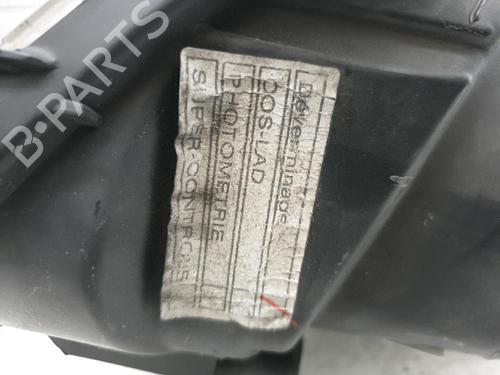 B-PARTS
Déverminage
DOS-LAD
PHOTOMETRIE
SUPER-CONTROLE